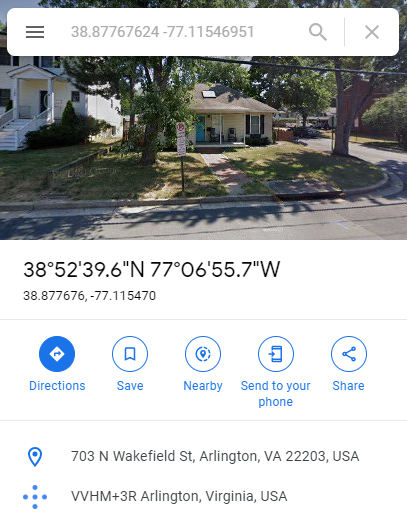 38.87767624 -77.11546951
38°52'39.6"N 77°06'55.7"W
38.877676, -77.115470
Directions
Save
Nearby
Send to your
phone
Share
703 N Wakefield St, Arlington, VA 22203, USA
VVHM+3R Arlington, Virginia, USA